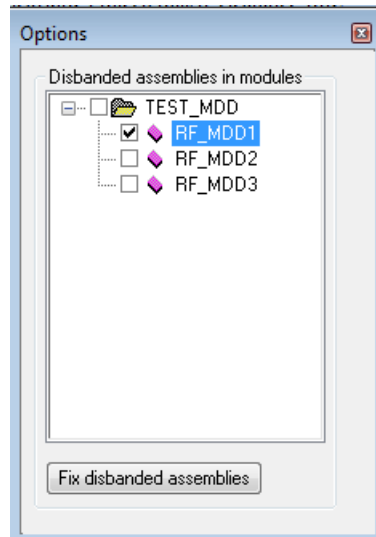 Options
Disbanded assemblies in modules
TEST_MDD
RF_MDD1
RF_MDD2
RF_MDD3
Fix disbanded assemblies